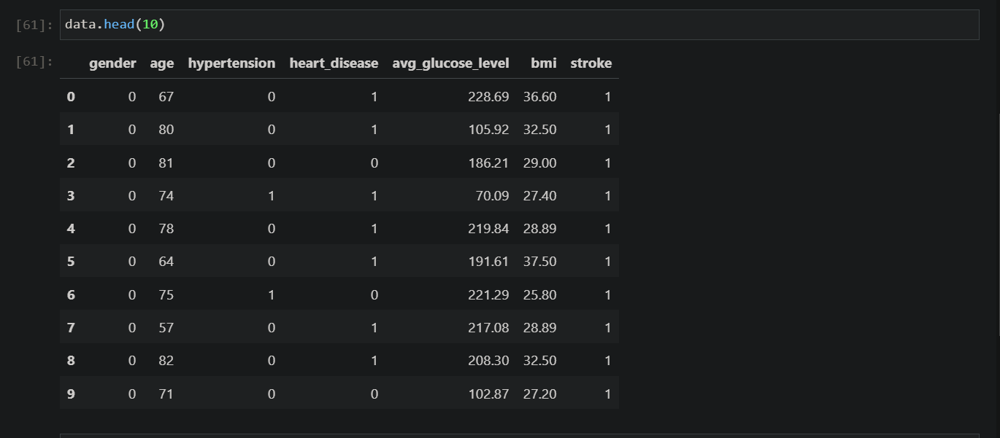 [61]: data.head(10)
[61]: gender age hypertension heart_disease avg_glucose_level bmi stroke
0 0 67 0 1 228.69 36.60 1
1 0 80 0 1 105.92 32.50 1
2 0 81 0 0 186.21 29.00 1
3 0 74 1 1 70.09 27.40 1
4 0 78 0 1 219.84 28.89 1
5 0 64 0 1 191.61 37.50 1
6 0 75 1 0 221.29 25.80 1
7 0 57 0 1 217.08 28.89 1
8 0 82 0 1 208.30 32.50 1
9 0 71 0 0 102.87 27.20 1